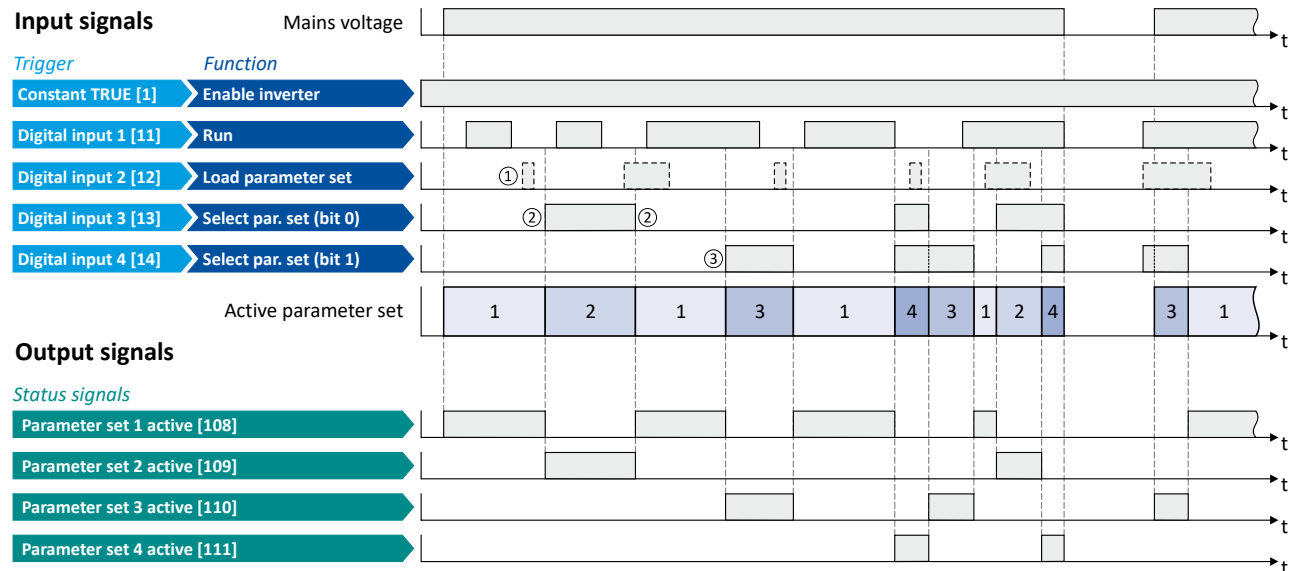 Input signals
Mains voltage
t
Trigger
Function
Constant TRUE [1]
Enable inverter
t
Digital input 1 [11]
Run
t
Digital input 2 [12]
Load parameter set
①
t
Digital input 3 [13]
Select par. set (bit 0)
②
②
t
Digital input 4 [14]
Select par. set (bit 1)
③
t
Active parameter set
1
2
1
3
1
4
3
1
2
4
3
1
t
Output signals
Status signals
Parameter set 1 active [108]
t
Parameter set 2 active [109]
t
Parameter set 3 active [110]
t
Parameter set 4 active [111]
t